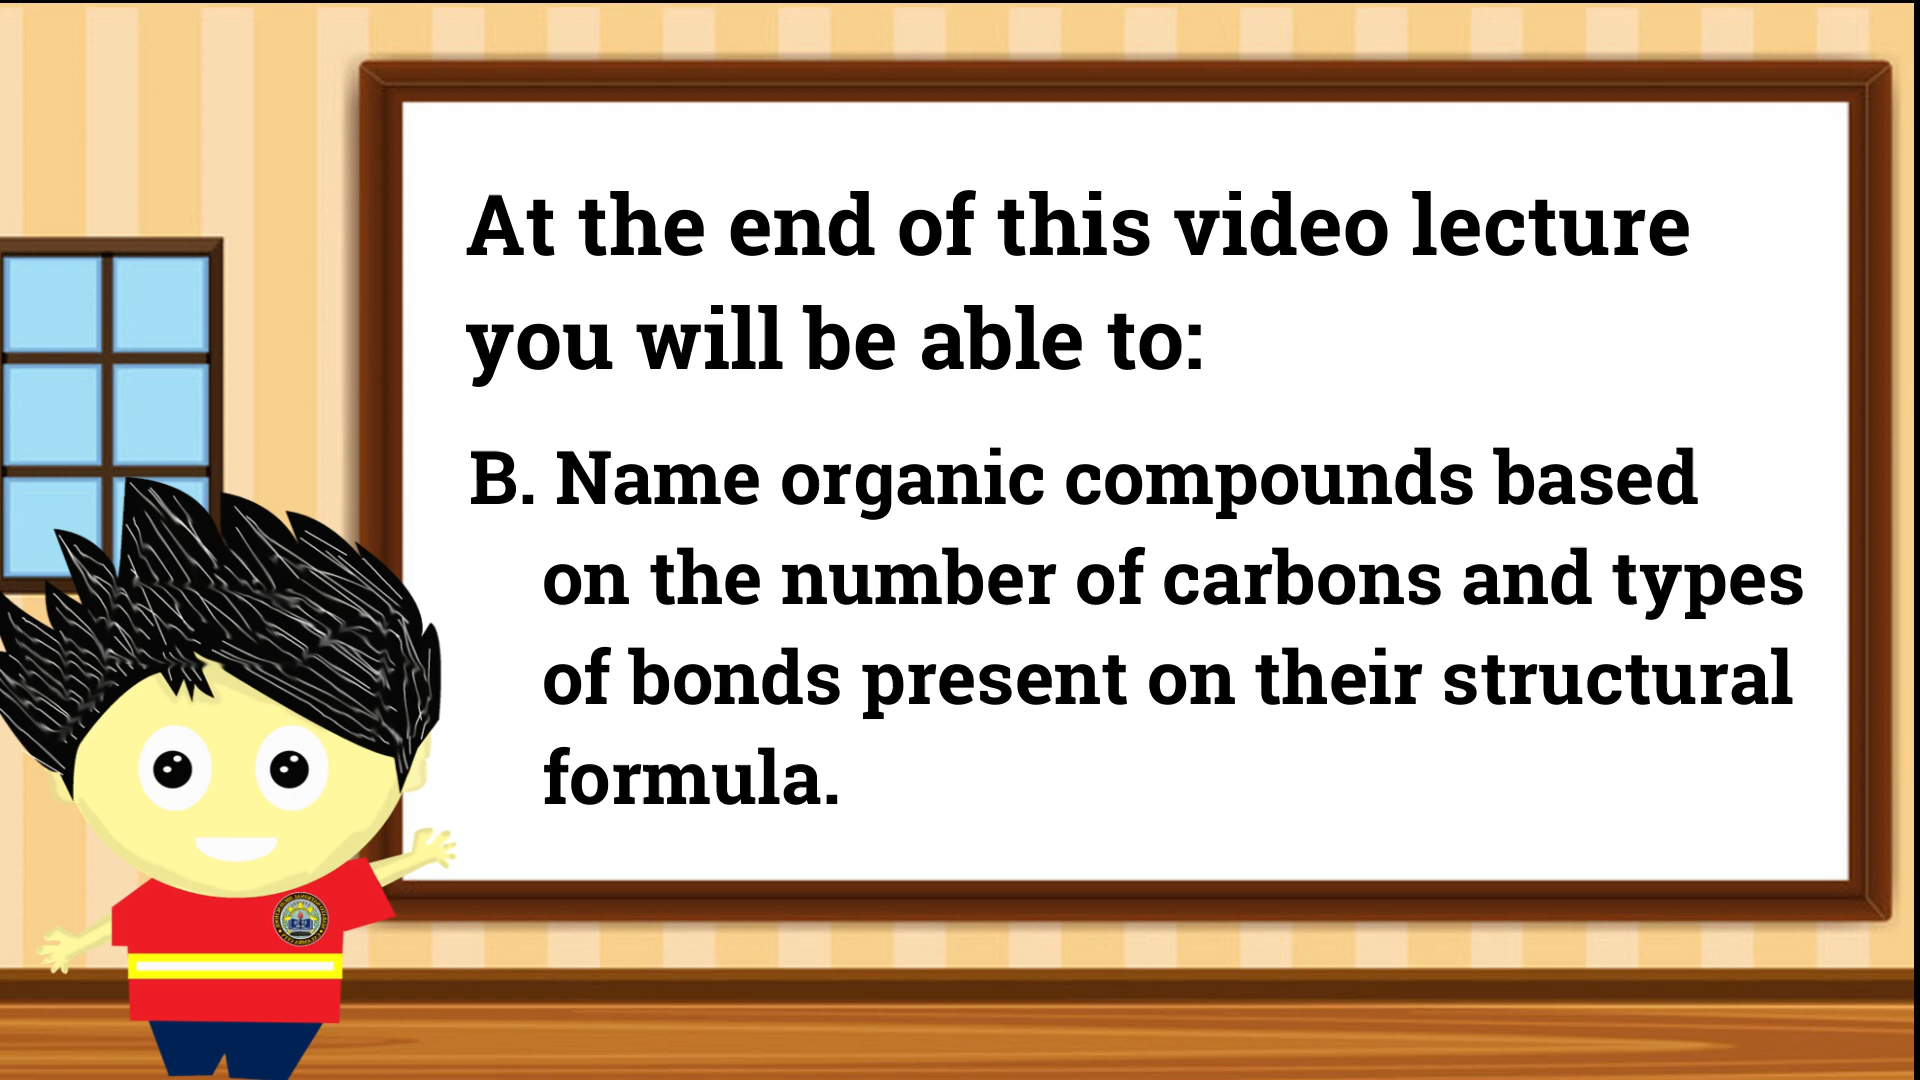 At the end of this video lecture
you will be able to:
B. Name organic compounds based
on the number of carbons and types
of bonds present on their structural
formula.